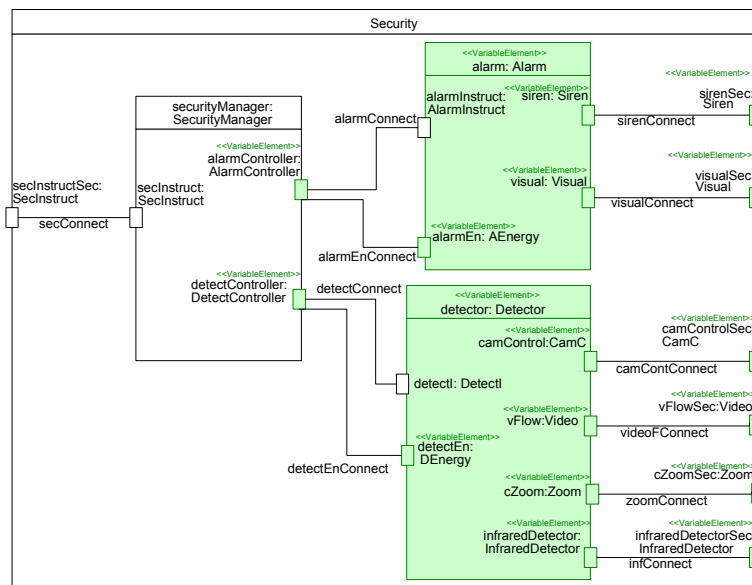 Security
<<VariableElement>>
alarm: Alarm
<<VariableElement>>
sirenSec:
Siren
securityManager:
SecurityManager
alarmInstruct:
AlarmInstruct
<<VariableElement>>
siren: Siren
alarmConnect
sirenConnect
<<VariableElement>>
alarmController:
AlarmController
<<VariableElement>>
visual: Visual
<<VariableElement>>
visualSec:
Visual
visualConnect
secInstructSec:
SecInstruct
secInstruct:
SecInstruct
secConnect
<<VariableElement>>
alarmEn: AEnergy
alarmEnConnect
<<VariableElement>>
detectController:
DetectController
detectConnect
<<VariableElement>>
detector: Detector
<<VariableElement>>
camControl:CamC
<<VariableElement>>
camControlSec:
CamC
camContConnect
detectI: DetectI
<<VariableElement>>
vFlow:Video
<<VariableElement>>
vFlowSec:Video
videoFConnect
<<VariableElement>>
detectEn:
DEnergy
detectEnConnect
<<VariableElement>>
cZoom:Zoom
<<VariableElement>>
cZoomSec:Zoom
zoomConnect
<<VariableElement>>
infraredDetector:
InfraredDetector
<<VariableElement>>
infraredDetectorSec:
InfraredDetector
infConnect